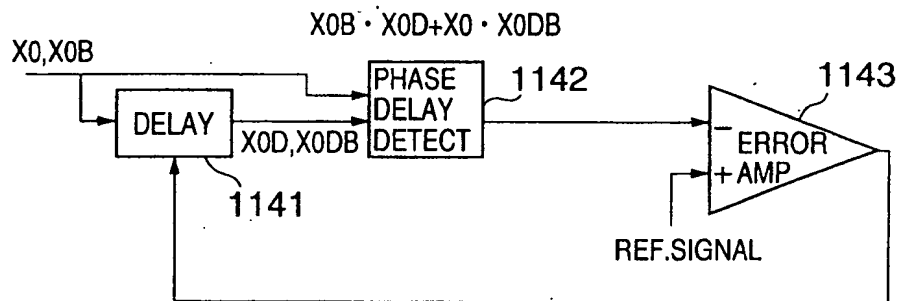 X0B · X0D+X0 · X0DB
X0,X0B
PHASE
DELAY
DETECT
1142
1143
DELAY
X0D,X0DB
1141
−
ERROR
+
AMP
REF.SIGNAL